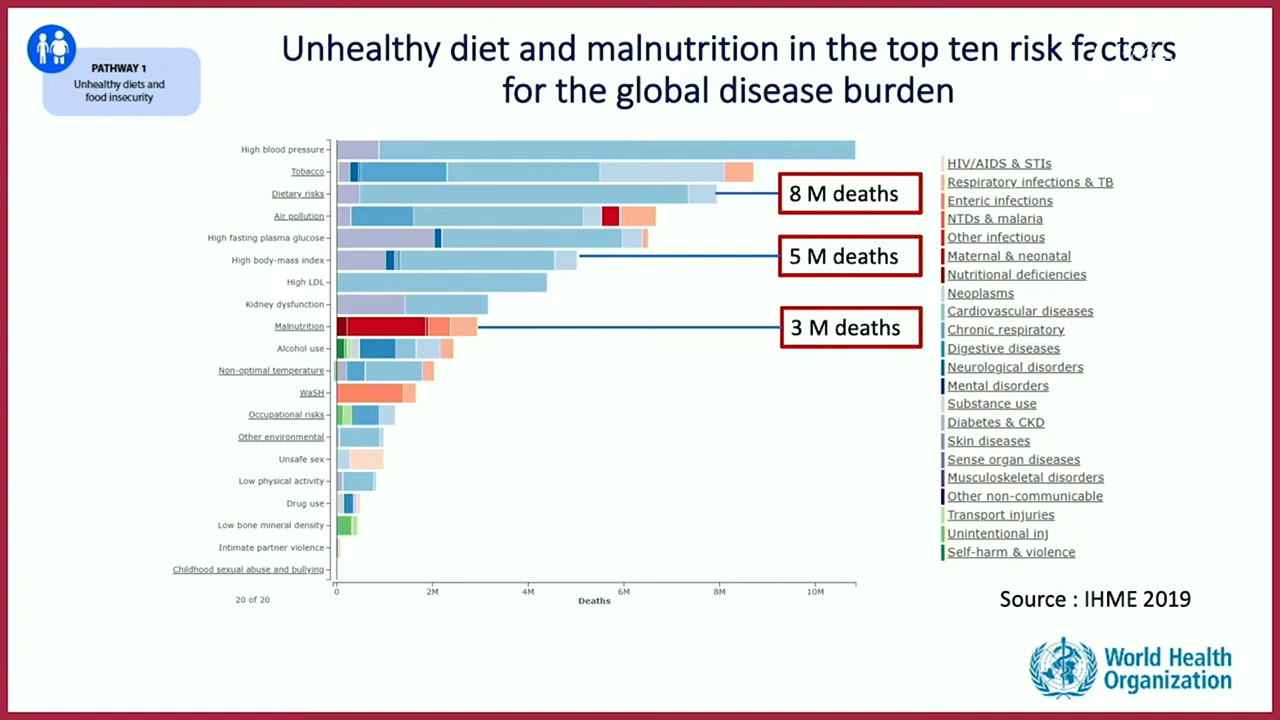 PATHWAY 1
Unhealthy diets and
food insecurity
Unhealthy diet and malnutrition in the top ten risk factors
for the global disease burden
High blood pressure
Tobacco
Dietary risks
Air pollution
High fasting plasma glucose
High body-mass index
High LDL
Kidney dysfunction
Malnutrition
Alcohol use
Non-optimal temperature
WaSH
Occupational risks
Other environmental
Unsafe sex
Low physical activity
Drug use
Low bone mineral density
Intimate partner violence
Childhood sexual abuse and bullying
8 M deaths
5 M deaths
3 M deaths
0 2M 4M 6M 8M 10M
Deaths
20 of 20
HIV/AIDS & STIs
Respiratory infections & TB
Enteric infections
NTDs & malaria
Other infectious
Maternal & neonatal
Nutritional deficiencies
Neoplasms
Cardiovascular diseases
Chronic respiratory
Digestive diseases
Neurological disorders
Mental disorders
Substance use
Diabetes & CKD
Skin diseases
Sense organ diseases
Musculoskeletal disorders
Other non-communicable
Transport injuries
Unintentional inj
Self-harm & violence
Source : IHME 2019
World Health
Organization